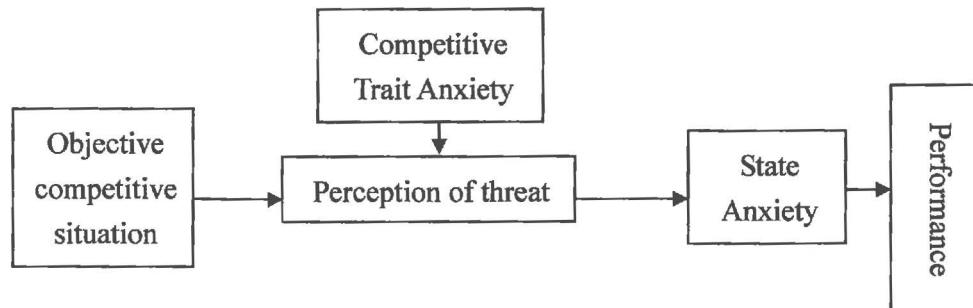 Competitive
Trait Anxiety
Objective
competitive
situation
Perception of threat
State
Anxiety
Performance